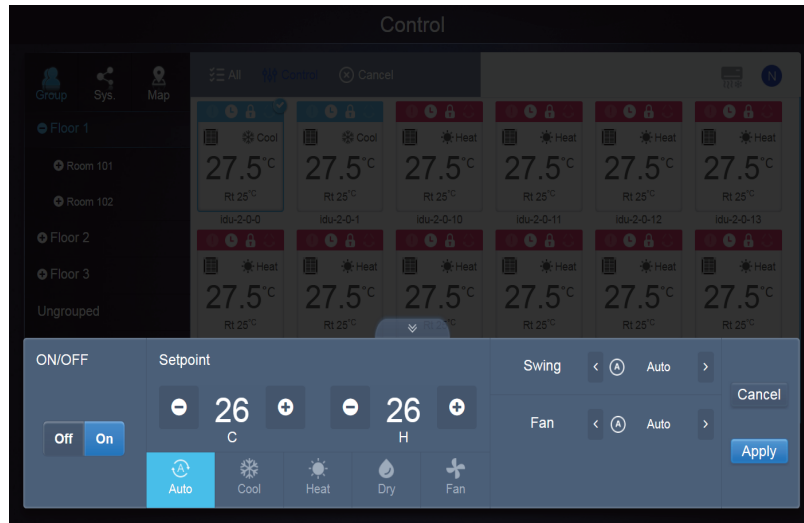 Control
Group Sys. Map
All Control Cancel
N
Floor 1
Room 101
Room 102
Floor 2
Floor 3
Ungrouped
Cool Cool Heat Heat Heat Heat
27.5°C 27.5°C 27.5°C 27.5°C 27.5°C 27.5°C
Rt 25°C Rt 25°C Rt 25°C Rt 25°C Rt 25°C Rt 25°C
idu-2-0-0 idu-2-0-1 idu-2-0-10 idu-2-0-11 idu-2-0-12 idu-2-0-13
Heat Heat Heat Heat Heat Heat
27.5°C 27.5°C 27.5°C 27.5°C 27.5°C 27.5°C
Rt 25°C Rt 25°C Rt 25°C Rt 25°C Rt 25°C
ON/OFF
Off On
Setpoint
26 26
C H
A Auto Cool Heat Dry Fan
Swing < A Auto >
Fan < A Auto >
Cancel
Apply